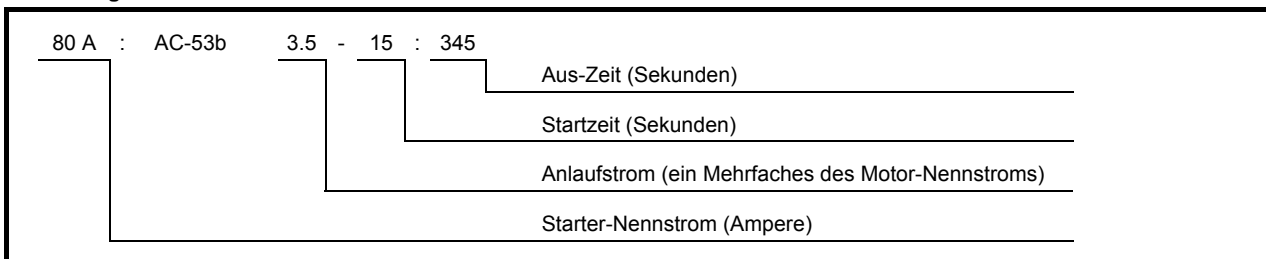 80 A : AC-53b 3.5 - 15 : 345
Aus-Zeit (Sekunden)
Startzeit (Sekunden)
Anlaufstrom (ein Mehrfaches des Motor-Nennstroms)
Starter-Nennstrom (Ampere)